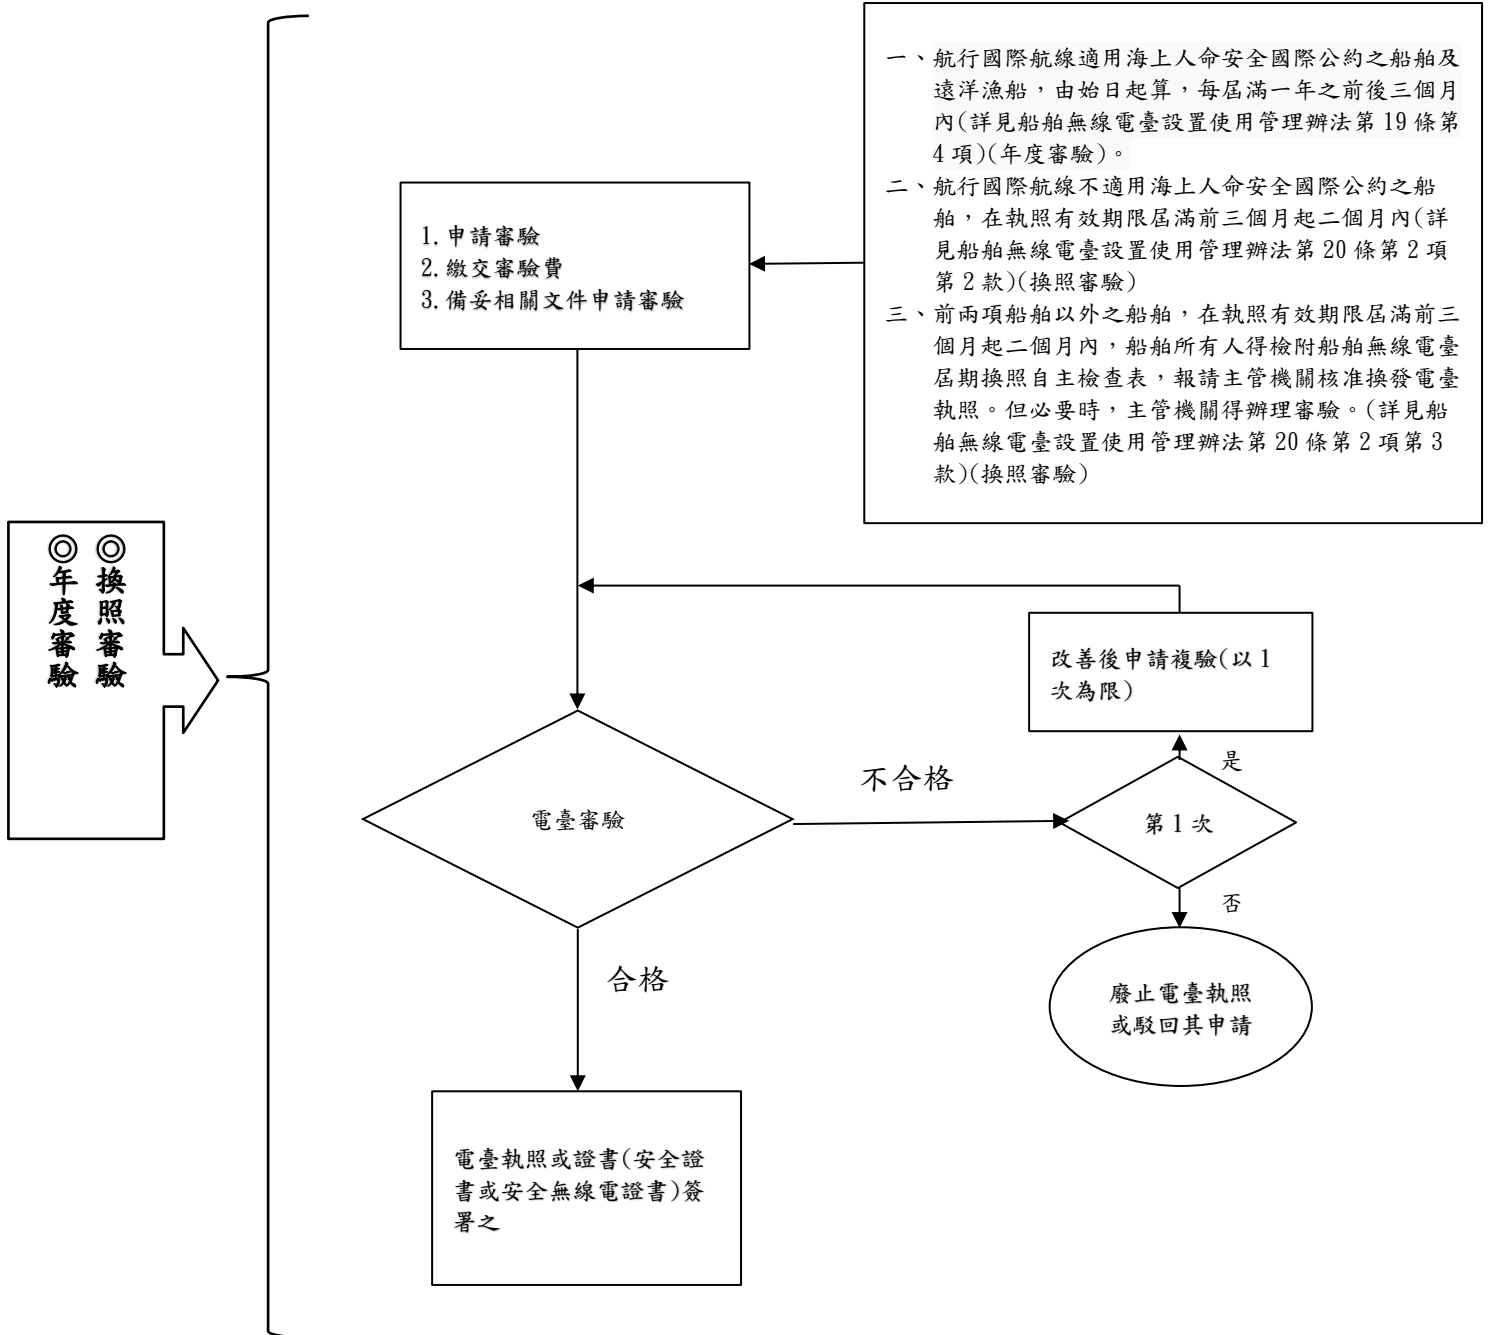 一、航行國際航線適用海上人命安全國際公約之船舶及
遠洋漁船，由始日起算，每屆滿一年之前後三個月
內(詳見船舶無線電臺設置使用管理辦法第 19 條第
4 項)(年度審驗)。
二、航行國際航線不適用海上人命安全國際公約之船
舶，在執照有效期限屆滿前三個月起二個月內(詳
見船舶無線電臺設置使用管理辦法第 20 條第 2 項
第 2 款)(換照審驗)
三、前兩項船舶以外之船舶，在執照有效期限屆滿前三
個月起二個月內，船舶所有人得檢附船舶無線電臺
屆期換照自主檢查表，報請主管機關核准換發電臺
執照。但必要時，主管機關得辦理審驗。(詳見船
舶無線電臺設置使用管理辦法第 20 條第 2 項第 3
款)(換照審驗)
1. 申請審驗
2. 繳交審驗費
3. 備妥相關文件申請審驗
◎換照審驗
◎年度審驗
改善後申請複驗(以 1
次為限)
是
不合格
電臺審驗
第 1 次
否
合格
廢止電臺執照
或駁回其申請
電臺執照或證書(安全證
書或安全無線電證書)簽
署之